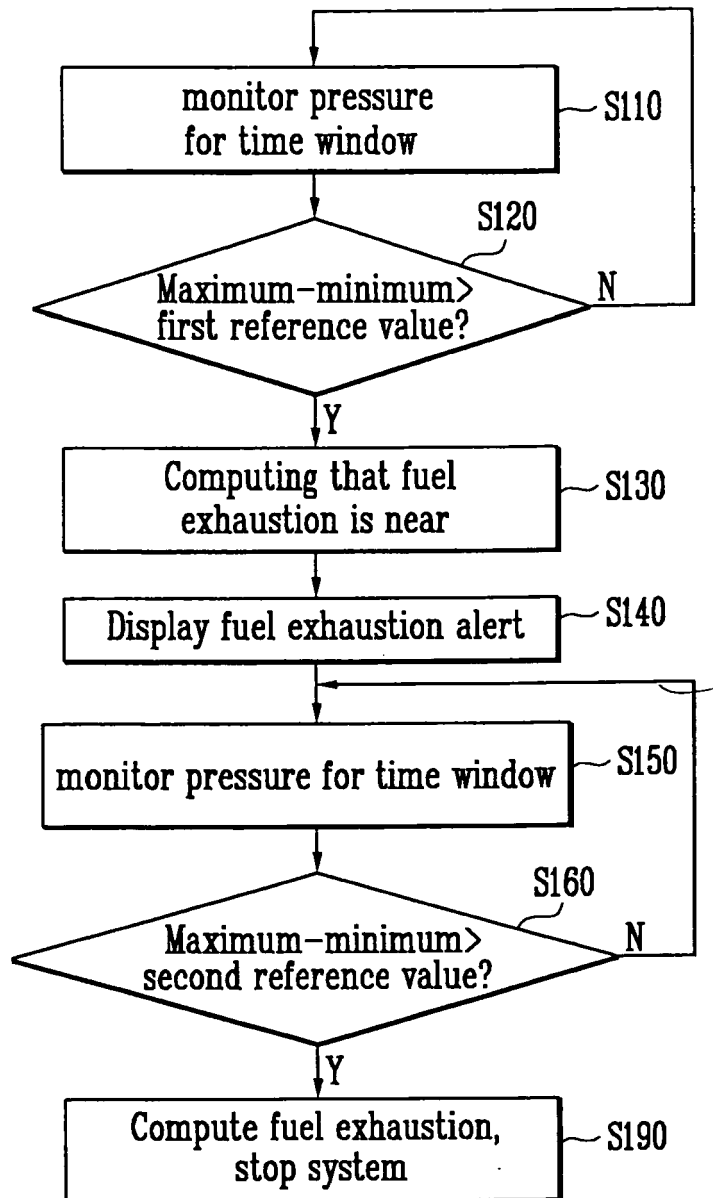 monitor pressure
for time window
S110
S120
Maximum-minimum>
first reference value?
N
Y
Computing that fuel
exhaustion is near
S130
Display fuel exhaustion alert
S140
monitor pressure for time window
S150
S160
Maximum-minimum>
second reference value?
N
Y
Compute fuel exhaustion,
stop system
S190